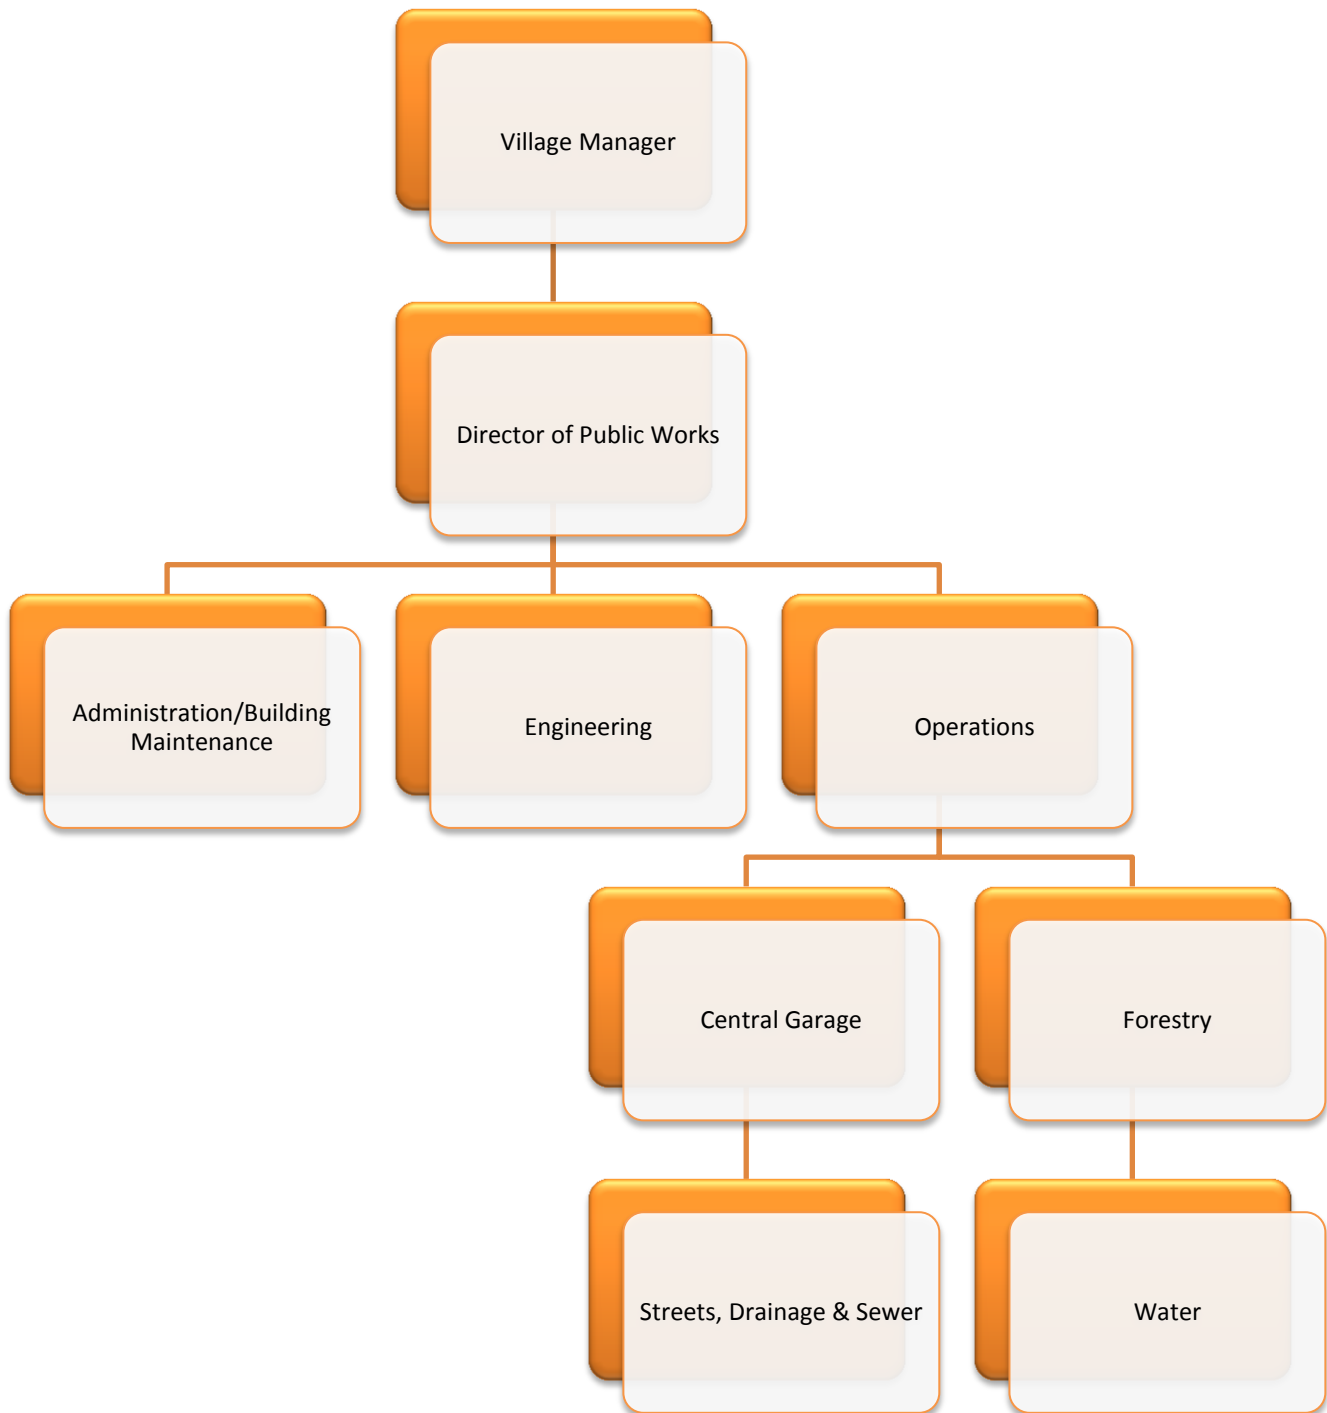 Village Manager
Director of Public Works
Administration/Building
Maintenance
Engineering
Operations
Central Garage
Forestry
Streets, Drainage & Sewer
Water